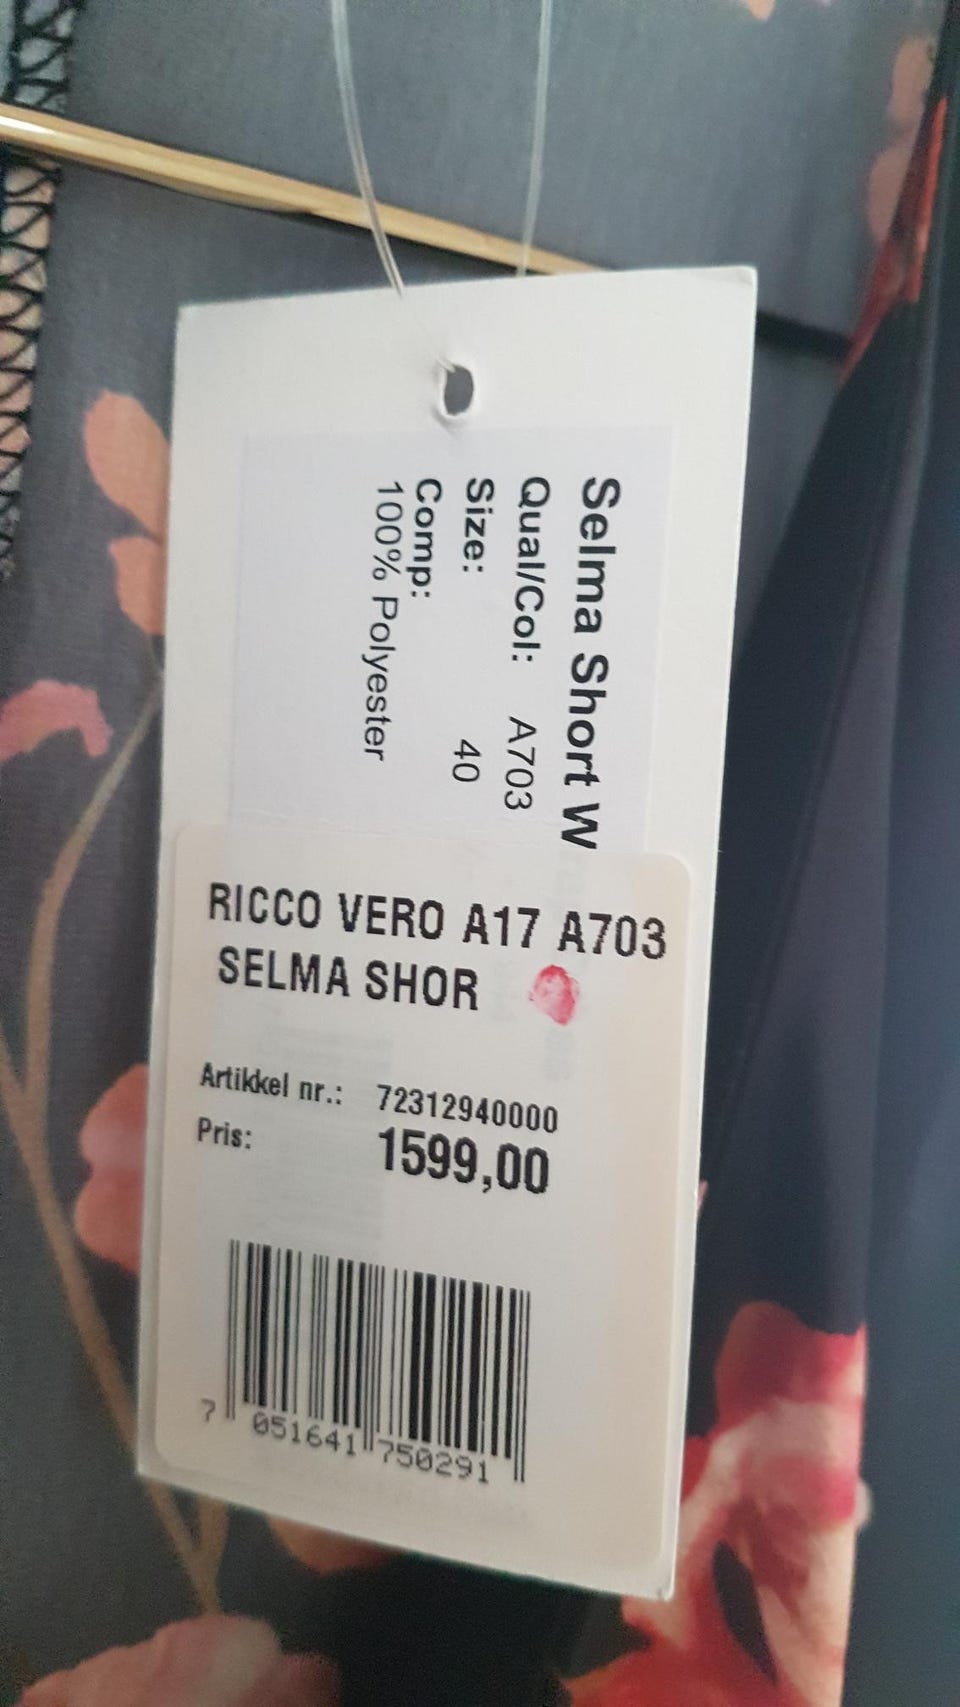 Selma Short W
Qual/Col: A703
Size: 40
Comp:
100% Polyester
RICCO VERO A17 A703
SELMA SHOR
Artikkel nr.: 72312940000
Pris: 1599,00
7 051641 750291